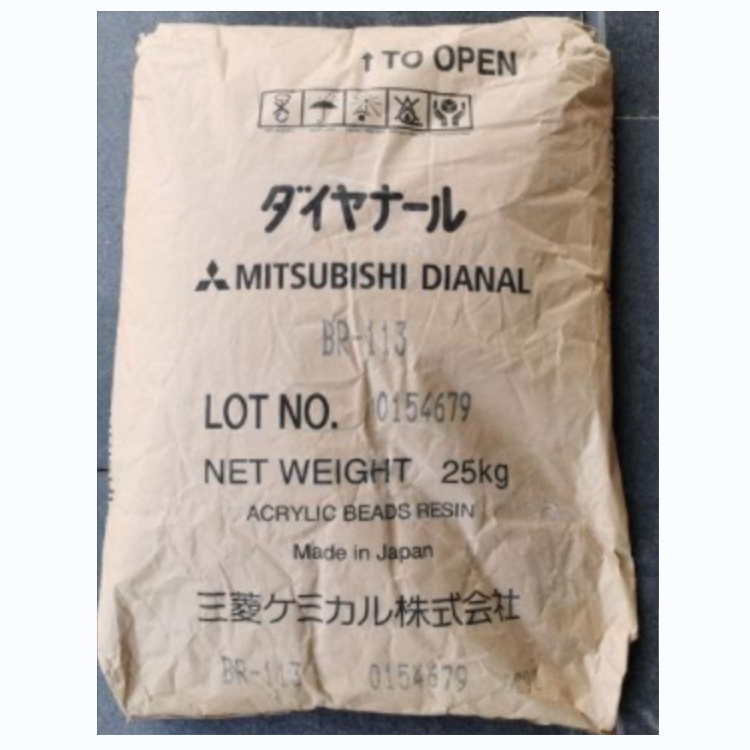 ↑TO OPEN
ダイヤナール
MITSUBISHI DIANAL
BR-113
LOT NO. 0154679
NET WEIGHT 25kg
ACRYLIC BEADS RESIN
Made in Japan
三菱ケミカル株式会社
BR-113 0154679